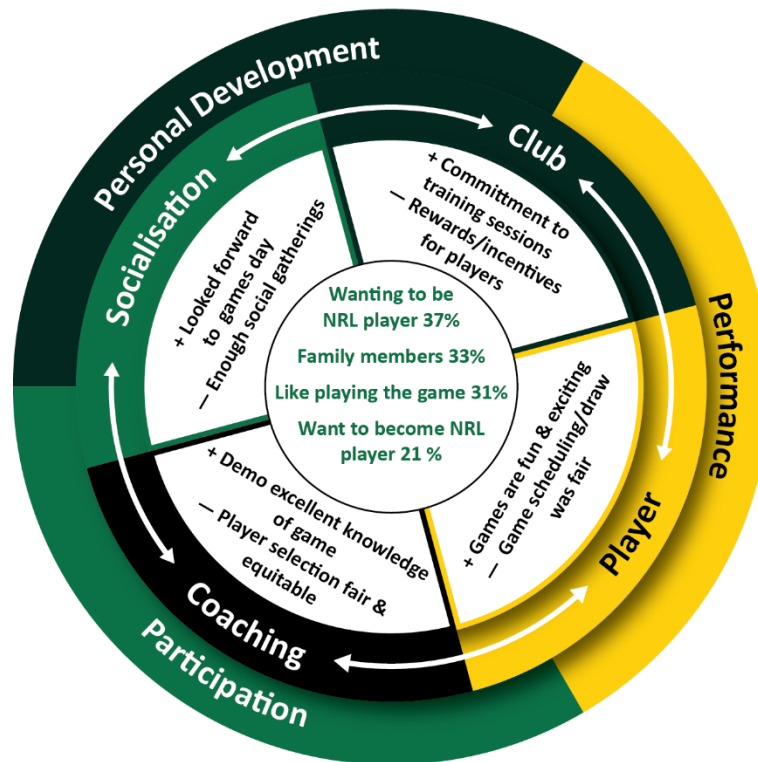 Personal Development
Performance
Participation
Socialisation
Club
Player
Coaching
+ Looked forward
to games day
— Enough social gatherings
+ Committment to
training sessions
— Rewards/incentives
for players
+ Games are fun & exciting
— Game scheduling/draw
was fair
+ Demo excellent knowledge
of game
— Player selection fair &
equitable
Wanting to be
NRL player 37%
Family members 33%
Like playing the game 31%
Want to become NRL
player 21 %